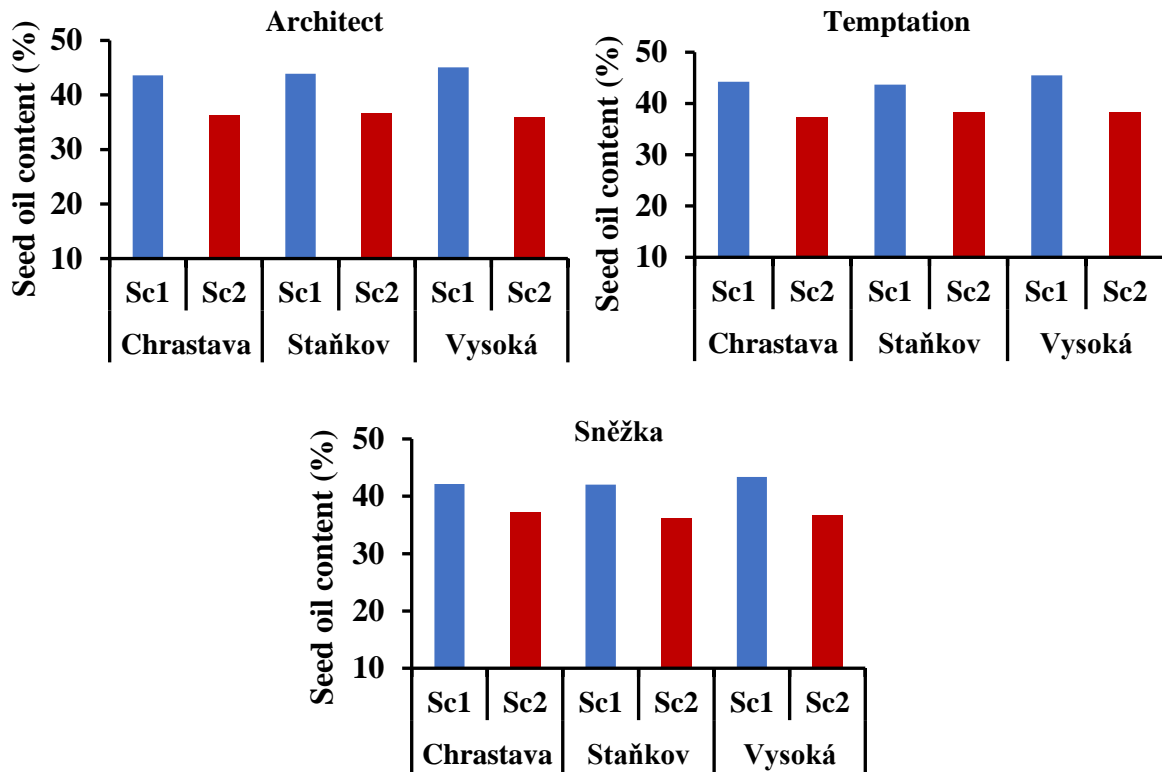 Architect
Seed oil content (%)
50
40
30
20
10
Sc1 Sc2 Sc1 Sc2 Sc1 Sc2
Chrastava Staňkov Vysoká
Temptation
Seed oil content (%)
50
40
30
20
10
Sc1 Sc2 Sc1 Sc2 Sc1 Sc2
Chrastava Staňkov Vysoká
Sněžka
Seed oil content (%)
50
40
30
20
10
Sc1 Sc2 Sc1 Sc2 Sc1 Sc2
Chrastava Staňkov Vysoká